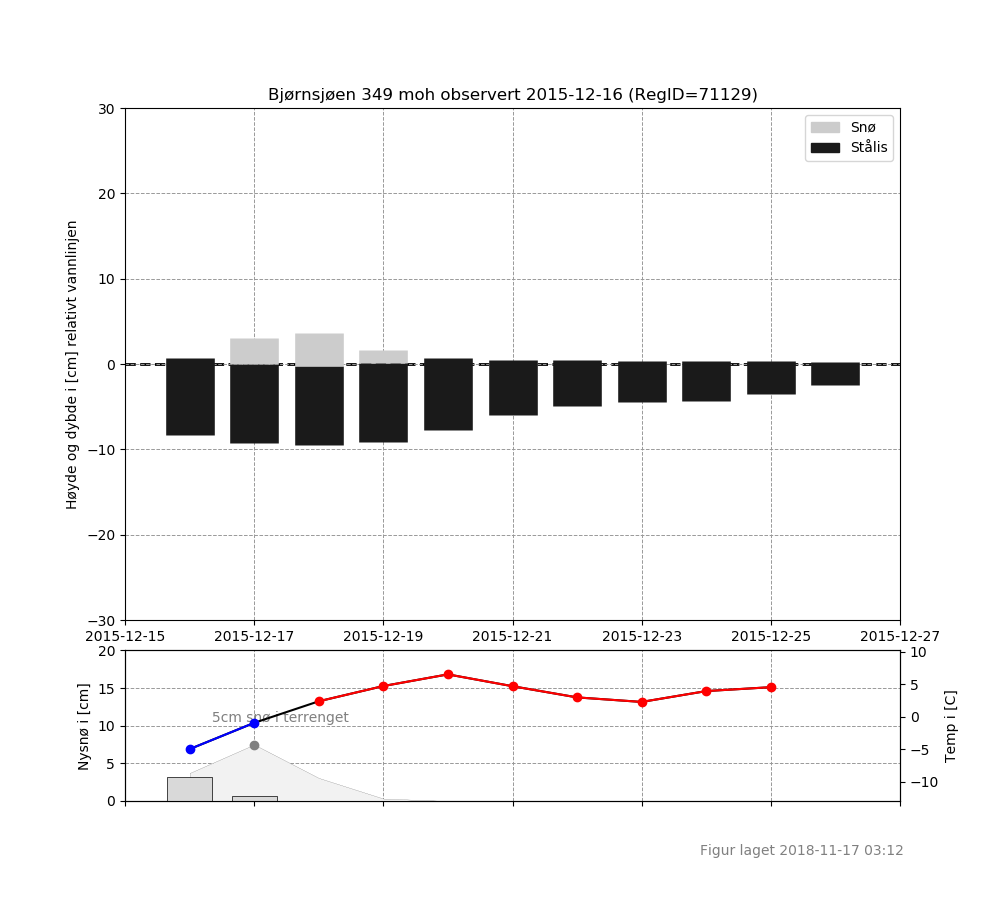 Bjørnsjøen 349 moh observert 2015-12-16 (RegID=71129)
30
20
10
0
−10
−20
−30
Høyde og dybde i [cm] relativt vannlinjen
Snø
Stålis
2015-12-15 2015-12-17 2015-12-19 2015-12-21 2015-12-23 2015-12-25 2015-12-27
20
15
10
5
0
Nysnø i [cm]
5cm snø i terrenget
10
5
0
−5
−10
Temp i [C]
Figur laget 2018-11-17 03:12